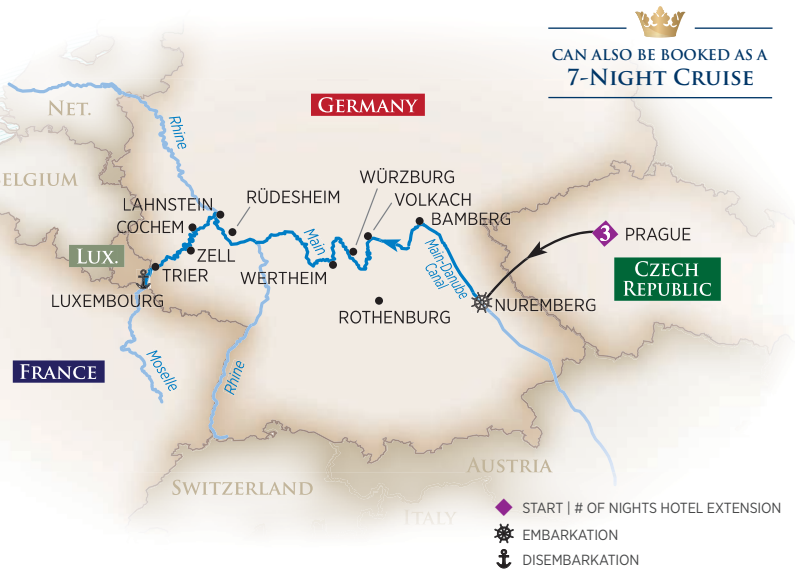 CAN ALSO BE BOOKED AS A
7-NIGHT CRUISE
NET.
GERMANY
Rhine
ELGIUM
WÜRZBURG
VOLKACH
RÜDESHEIM
LAHNSTEIN
BAMBERG
COCHEM
Main
3 PRAGUE
LUX.
ZELL
TRIER
WERTHEIM
Main-Danube
Canal
CZECH
REPUBLIC
LUXEMBOURG
NUREMBERG
ROTHENBURG
FRANCE
Moselle
Rhine
AUSTRIA
SWITZERLAND
ITALY
START | # OF NIGHTS HOTEL EXTENSION
EMBARKATION
DISEMBARKATION